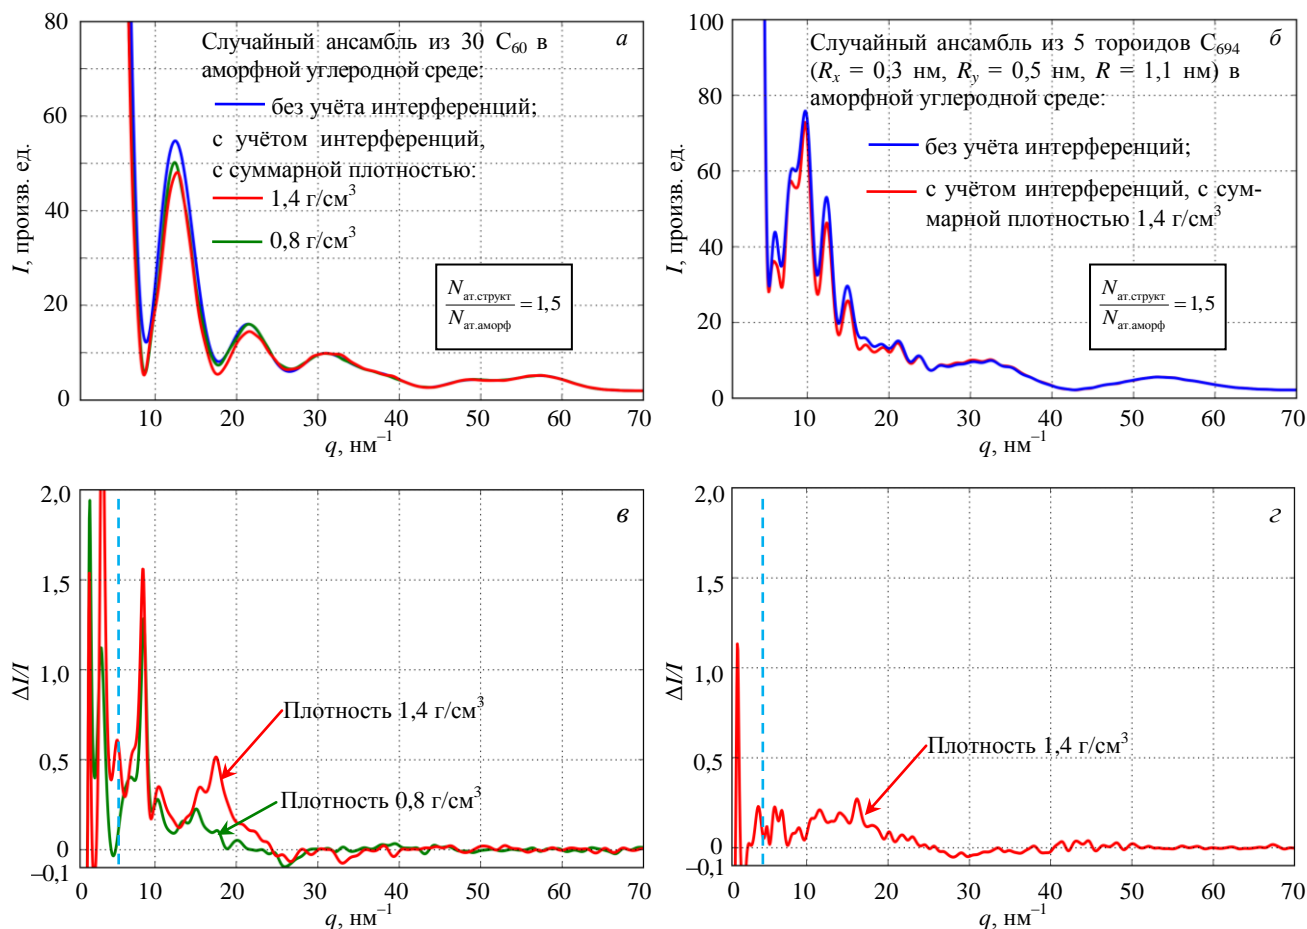 а
Случайный ансамбль из 30 C₆₀ в
аморфной углеродной среде:
без учёта интерференций;
с учётом интерференций,
с суммарной плотностью:
1,4 г/см³
0,8 г/см³
Nат.структ / Nат.аморф = 1,5
I, произв. ед.
80
60
40
20
0
10 20 30 40 50 60 70
q, нм⁻¹
б
Случайный ансамбль из 5 тороидов C₆₉₄
(Rx = 0,3 нм, Ry = 0,5 нм, R = 1,1 нм) в
аморфной углеродной среде:
без учёта интерференций;
с учётом интерференций, с сум-
марной плотностью 1,4 г/см³
Nат.структ / Nат.аморф = 1,5
I, произв. ед.
100
80
60
40
20
0
10 20 30 40 50 60 70
q, нм⁻¹
в
Плотность 1,4 г/см³
Плотность 0,8 г/см³
ΔI/I
2,0
1,5
1,0
0,5
0
–0,1
0 10 20 30 40 50 60 70
q, нм⁻¹
г
Плотность 1,4 г/см³
ΔI/I
2,0
1,5
1,0
0,5
0
–0,1
0 10 20 30 40 50 60 70
q, нм⁻¹